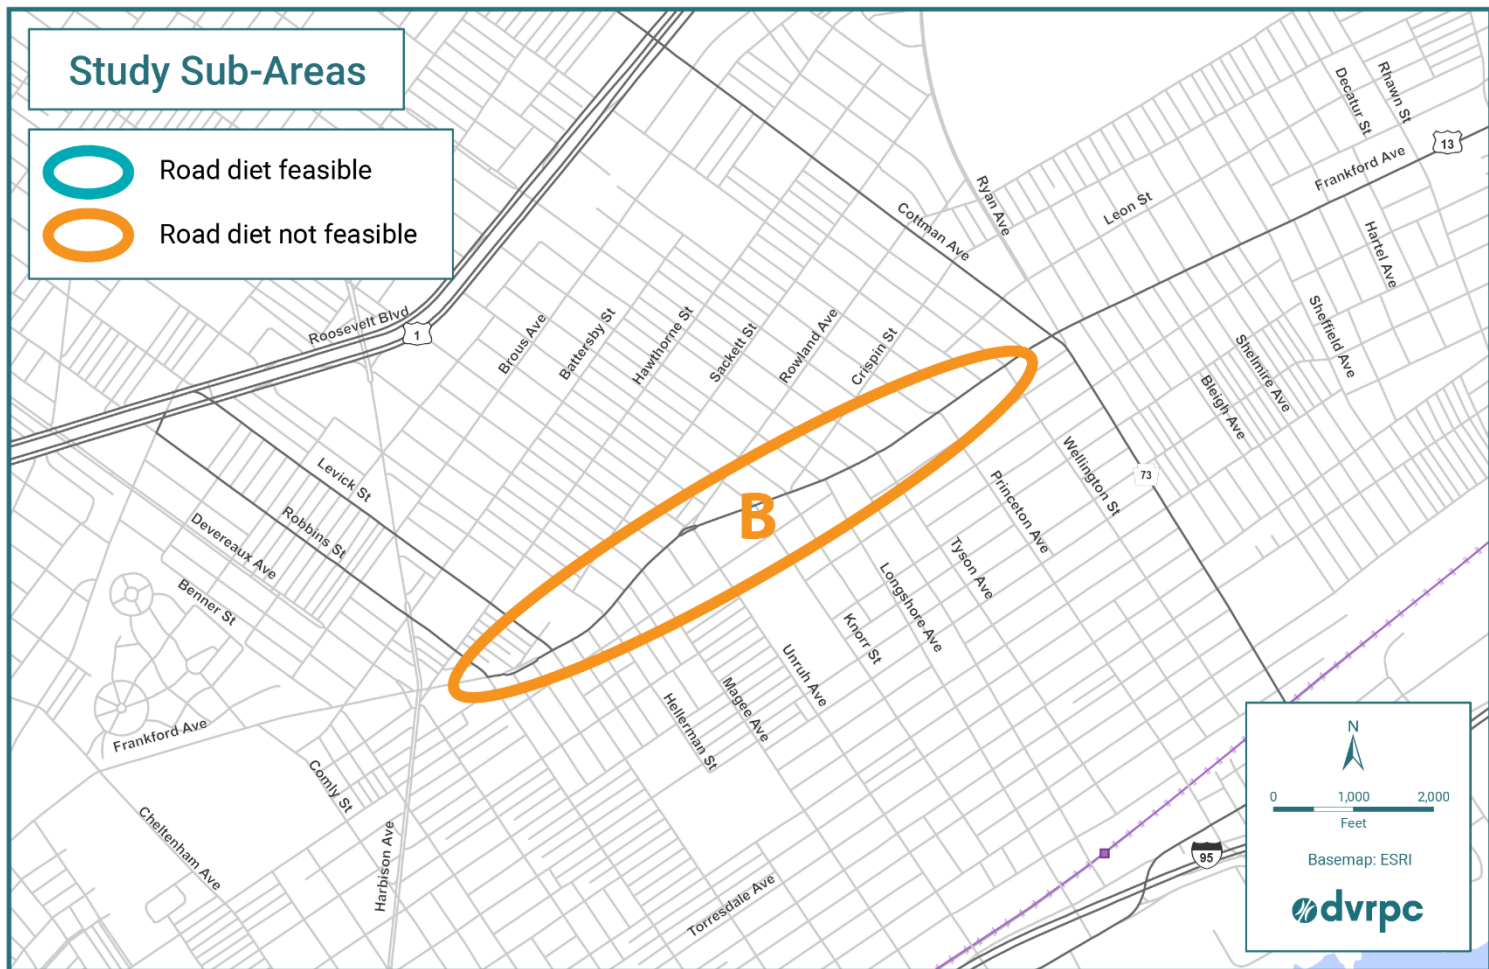 Study Sub-Areas
Road diet feasible
Road diet not feasible
Roosevelt Blvd
1
Brous Ave
Battersby St
Hawthorne St
Sackett St
Rowland Ave
Crispin St
Cottman Ave
Ryan Ave
Leon St
Decatur St
Rhawn St
13
Frankford Ave
Hartel Ave
Sheffield Ave
Shelmire Ave
Bleigh Ave
Wellington St
73
Princeton Ave
Tyson Ave
Longshore Ave
Knorr St
Unruh Ave
Magee Ave
Hellerman St
B
Levick St
Robbins St
Devereaux Ave
Benner St
Frankford Ave
Comly St
Cheltenham Ave
Harbison Ave
Torresdale Ave
95
N
0 1,000 2,000
Feet
Basemap: ESRI
dvrpc